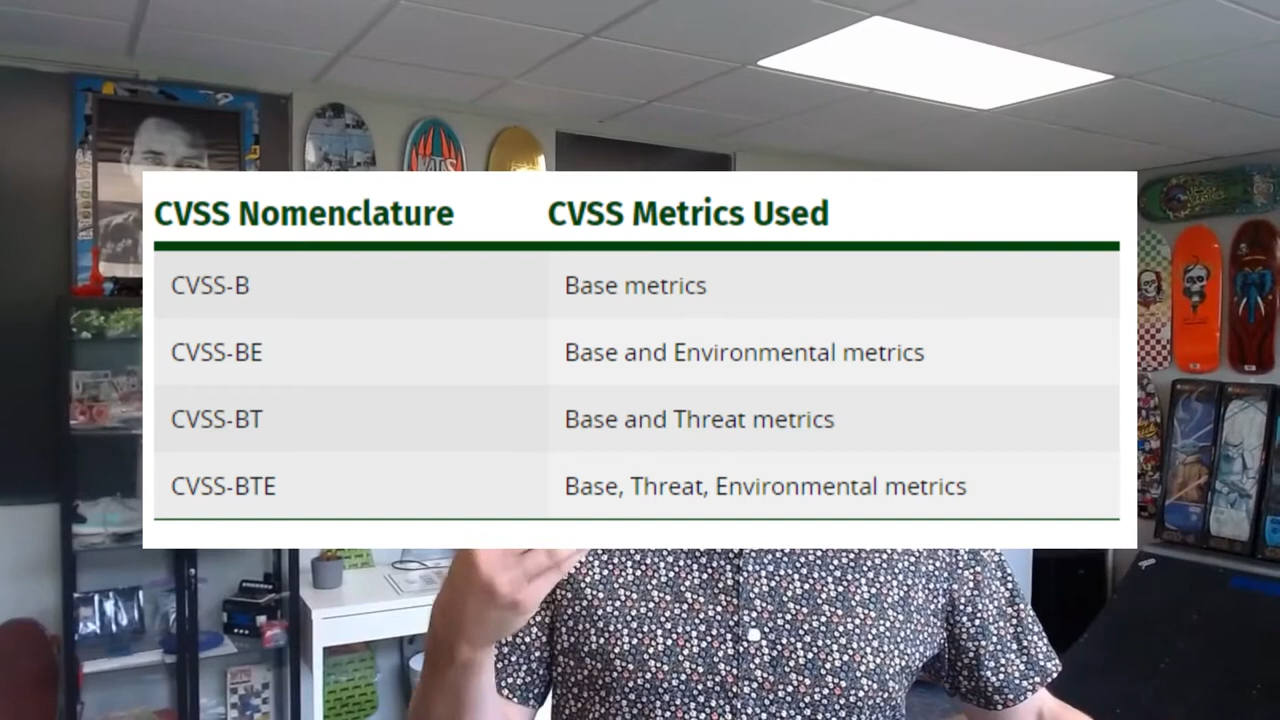 CVSS Nomenclature CVSS Metrics Used
CVSS-B Base metrics
CVSS-BE Base and Environmental metrics
CVSS-BT Base and Threat metrics
CVSS-BTE Base, Threat, Environmental metrics